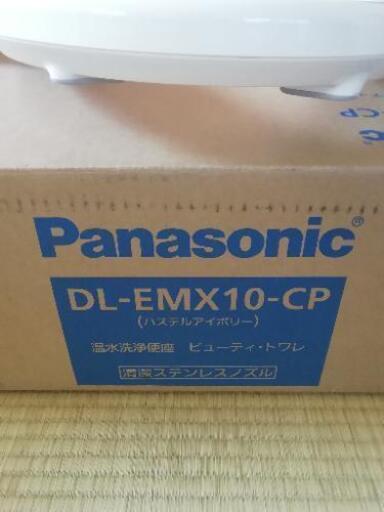 Panasonic
DL-EMX10-CP
(パステルアイボリー)
温水洗浄便座 ビューティ・トワレ
清潔ステンレスノズル
C
-CP